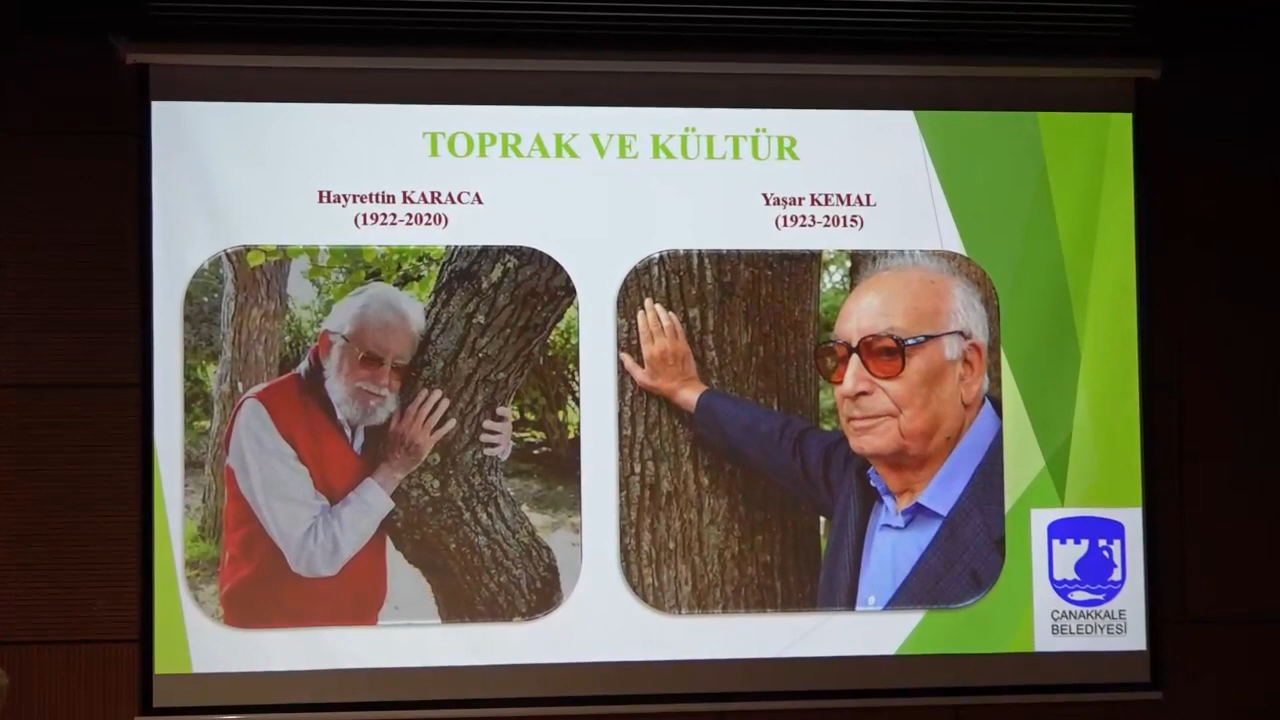 TOPRAK VE KÜLTÜR
Hayrettin KARACA
(1922-2020)
Yaşar KEMAL
(1923-2015)
ÇANAKKALE
BELEDİYESİ